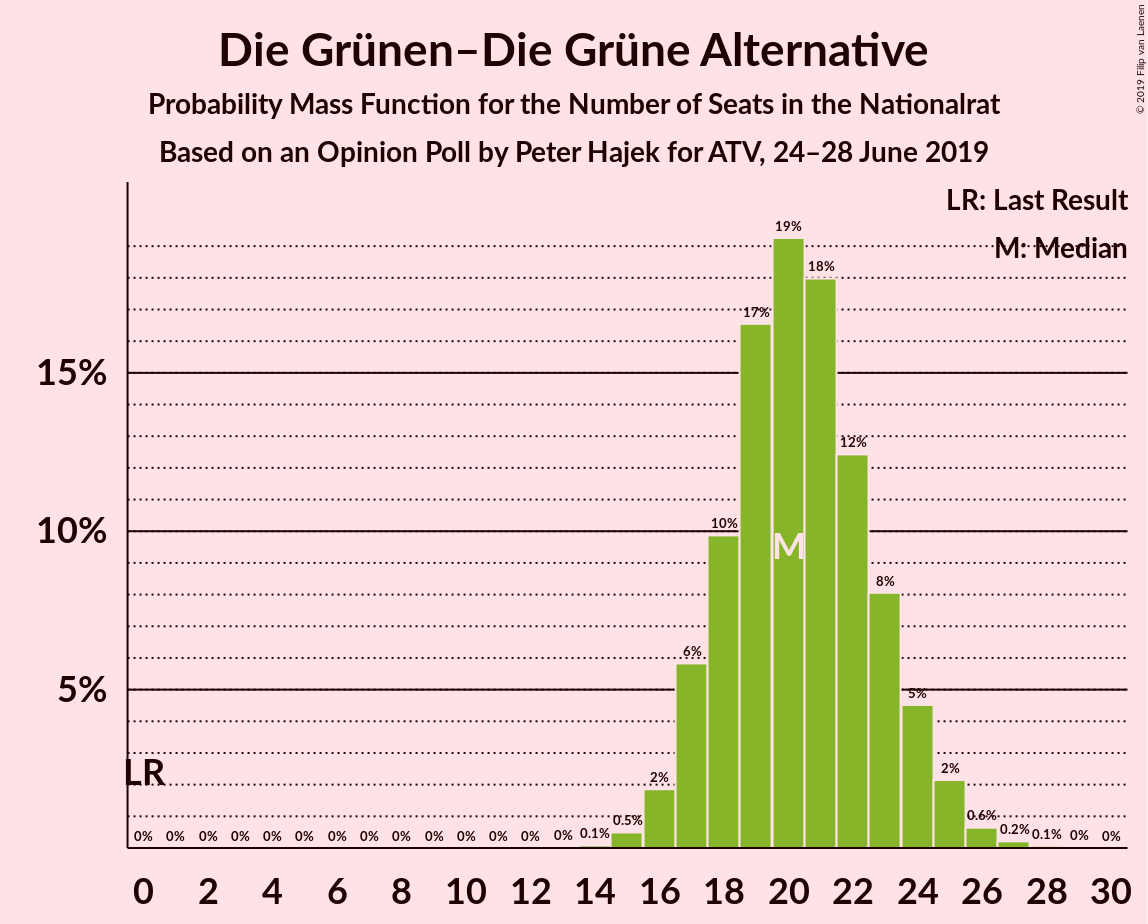 Die Grünen–Die Grüne Alternative
Probability Mass Function for the Number of Seats in the Nationalrat
Based on an Opinion Poll by Peter Hajek for ATV, 24–28 June 2019
© 2019 Filip van Laenen
LR: Last Result
M: Median
19%
18%
17%
15%
12%
10%
10%
M
8%
6%
5%
5%
LR
2%
2%
0% 0% 0% 0% 0% 0% 0% 0% 0% 0% 0% 0% 0% 0% 0.1% 0.5% 0.6% 0.2% 0.1% 0% 0%
0 2 4 6 8 10 12 14 16 18 20 22 24 26 28 30